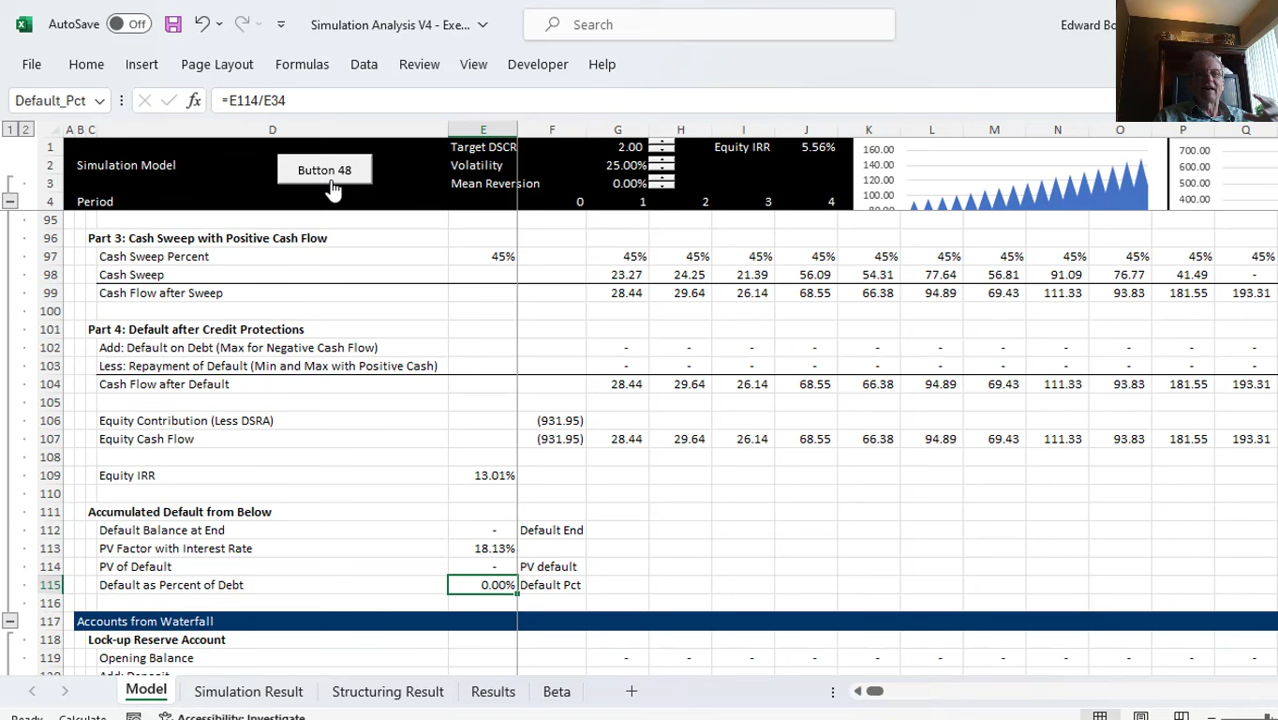 AutoSave Off Simulation Analysis V4 - Exe... Search Edward Bo
File Home Insert Page Layout Formulas Data Review View Developer Help
Default_Pct fx =E114/E34
1 2 A B C D E F G H I J K L M N O P Q
1 Target DSCR 2.00 Equity IRR 5.56% 160.00 700.00
2 Simulation Model Button 48 Volatility 25.00% 120.00 600.00
3 Mean Reversion 0.00% 100.00 500.00
4 Period 0 1 2 3 4 80.00 400.00
95
96 Part 3: Cash Sweep with Positive Cash Flow
97 Cash Sweep Percent 45% 45% 45% 45% 45% 45% 45% 45% 45% 45% 45% 45%
98 Cash Sweep 23.27 24.25 21.39 56.09 54.31 77.64 56.81 91.09 76.77 41.49 -
99 Cash Flow after Sweep 28.44 29.64 26.14 68.55 66.38 94.89 69.43 111.33 93.83 181.55 193.31
100
101 Part 4: Default after Credit Protections
102 Add: Default on Debt (Max for Negative Cash Flow) - - - - - - - - - - -
103 Less: Repayment of Default (Min and Max with Positive Cash) - - - - - - - - - - -
104 Cash Flow after Default 28.44 29.64 26.14 68.55 66.38 94.89 69.43 111.33 93.83 181.55 193.31
105
106 Equity Contribution (Less DSRA) (931.95)
107 Equity Cash Flow (931.95) 28.44 29.64 26.14 68.55 66.38 94.89 69.43 111.33 93.83 181.55 193.31
108
109 Equity IRR 13.01%
110
111 Accumulated Default from Below
112 Default Balance at End - Default End
113 PV Factor with Interest Rate 18.13%
114 PV of Default - PV default
115 Default as Percent of Debt 0.00% Default Pct
116
117 Accounts from Waterfall
118 Lock-up Reserve Account
119 Opening Balance - - - - - - - - - - -
Add: Deposit
Model Simulation Result Structuring Result Results Beta
Ready Calculate Accessibility: Investigate